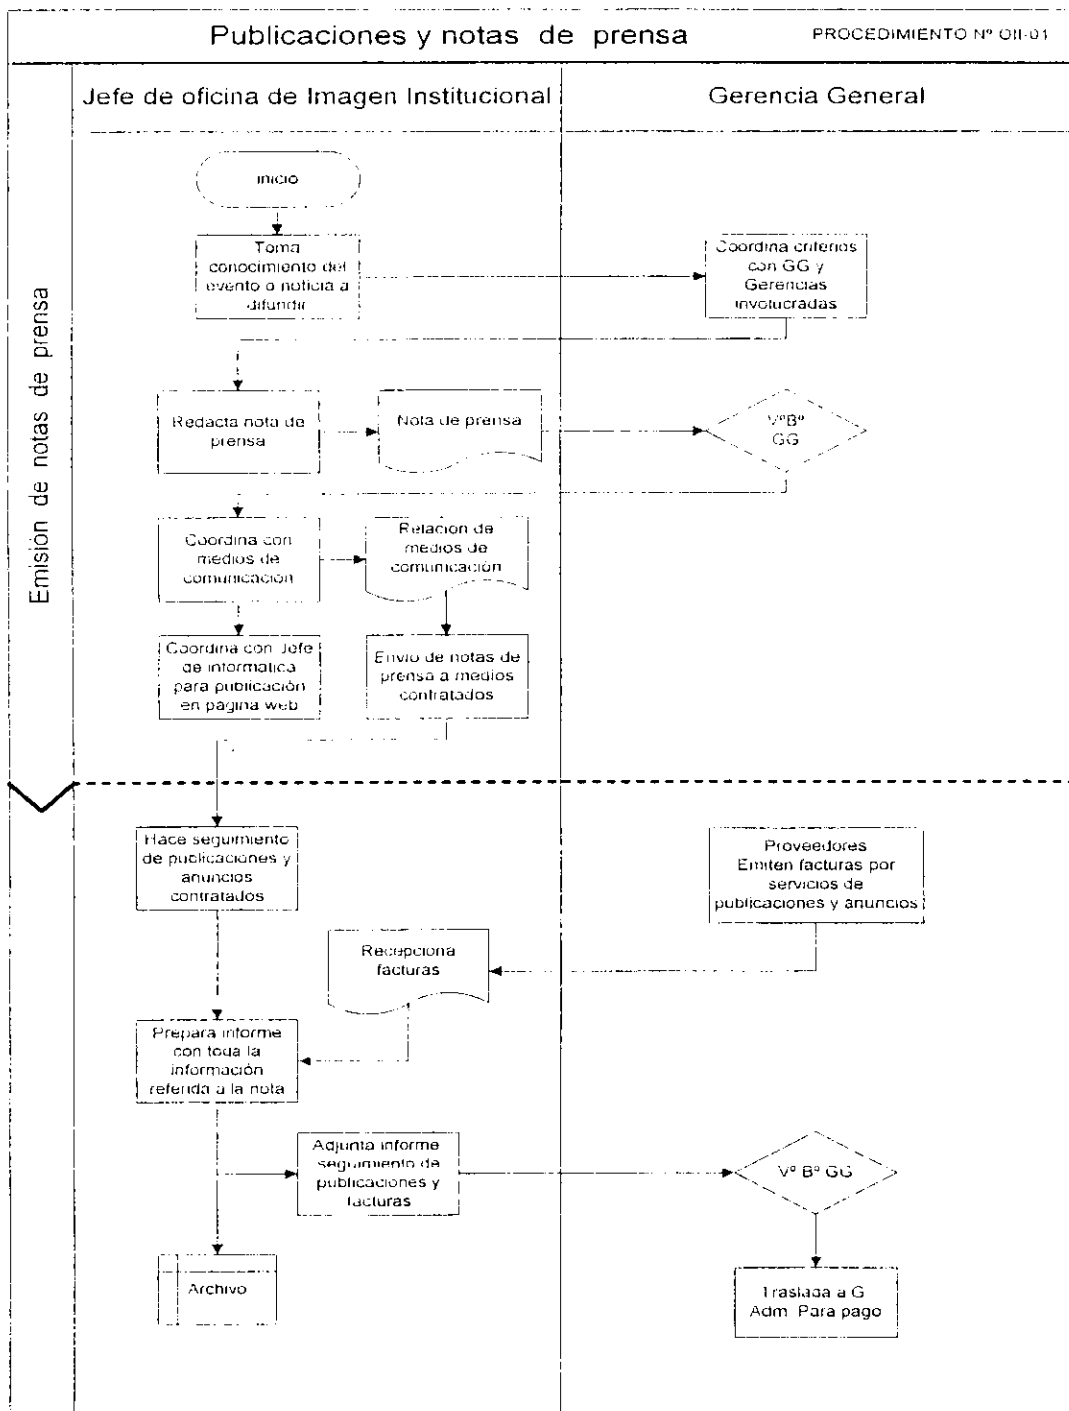 Publicaciones y notas de prensa
PROCEDIMIENTO Nº OII-01
Jefe de oficina de Imagen Institucional
Gerencia General
Emisión de notas de prensa
inicio
Toma
conocimiento del
evento o noticia a
difundir
Coordina criterios
con GG y
Gerencias
involucradas
Redacta nota de
prensa
Nota de prensa
VºBº
GG
Coordina con
medios de
comunicación
Relacion de
medios de
comunicación
Coordina con Jefe
de informatica
para publicación
en pagina web
Envio de notas de
prensa a medios
contratados
Hace seguimiento
de publicaciones y
anuncios
contratados
Proveedores
Emiten facturas por
servicios de
publicaciones y anuncios
Recepciona
facturas
Prepara informe
con toda la
información
referida a la nota
Adjunta informe
seguimiento de
publicaciones y
facturas
Vº Bº GG
Archivo
Traslada a G
Adm Para pago